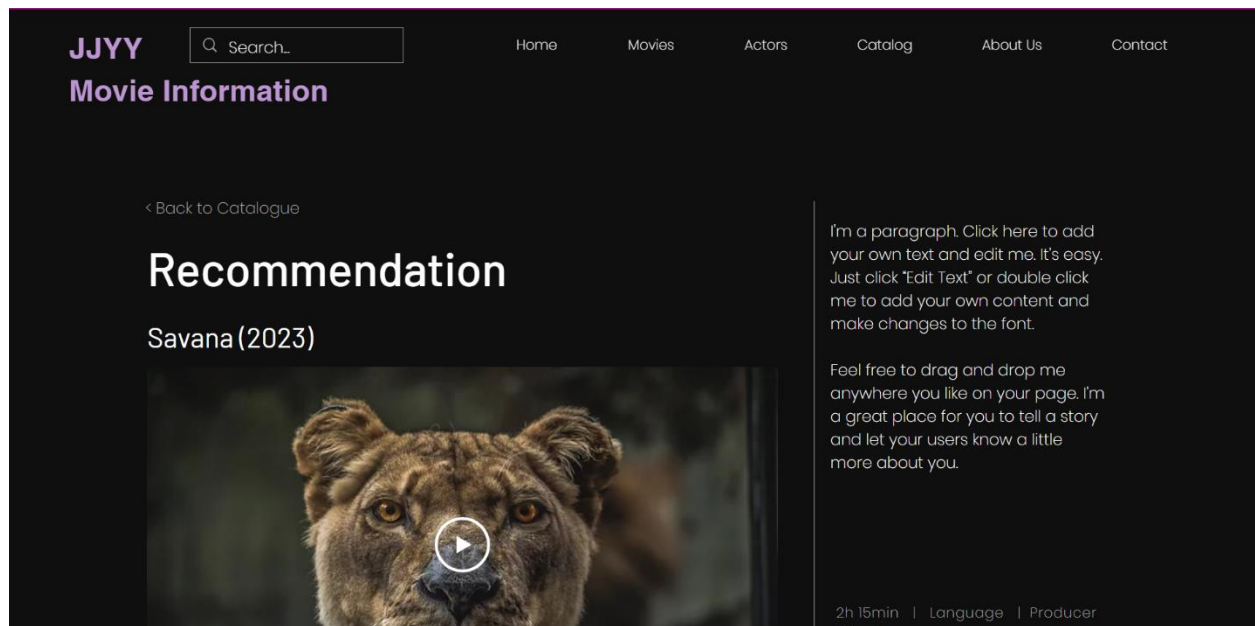 JJYY
Movie Information
Search...
Home
Movies
Actors
Catalog
About Us
Contact
< Back to Catalogue
Recommendation
Savana (2023)
I'm a paragraph. Click here to add
your own text and edit me. It's easy.
Just click "Edit Text" or double click
me to add your own content and
make changes to the font.
Feel free to drag and drop me
anywhere you like on your page. I'm
a great place for you to tell a story
and let your users know a little
more about you.
2h 15min | Language | Producer